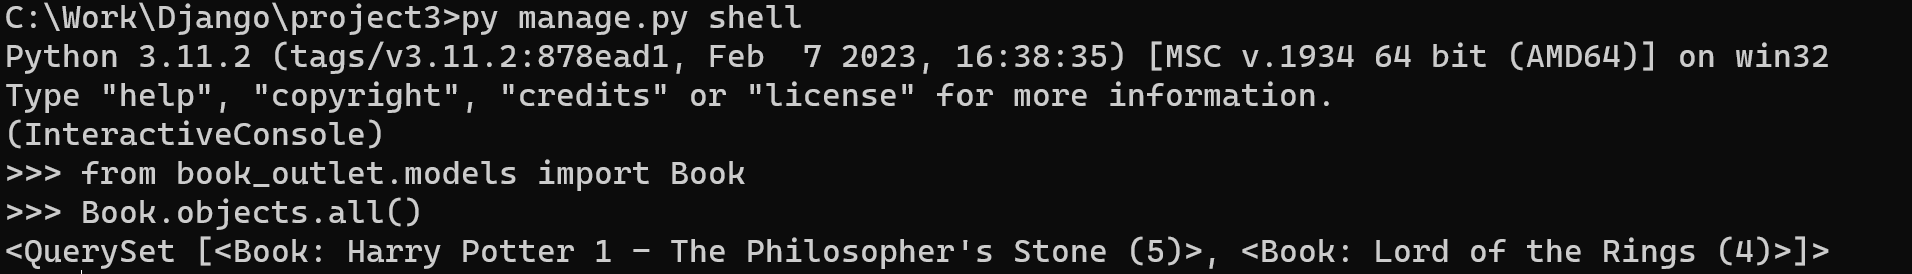 C:\Work\Django\project3>py manage.py shell
Python 3.11.2 (tags/v3.11.2:878ead1, Feb  7 2023, 16:38:35) [MSC v.1934 64 bit (AMD64)] on win32
Type "help", "copyright", "credits" or "license" for more information.
(InteractiveConsole)
>>> from book_outlet.models import Book
>>> Book.objects.all()
<QuerySet [<Book: Harry Potter 1 – The Philosopher's Stone (5)>, <Book: Lord of the Rings (4)>]>